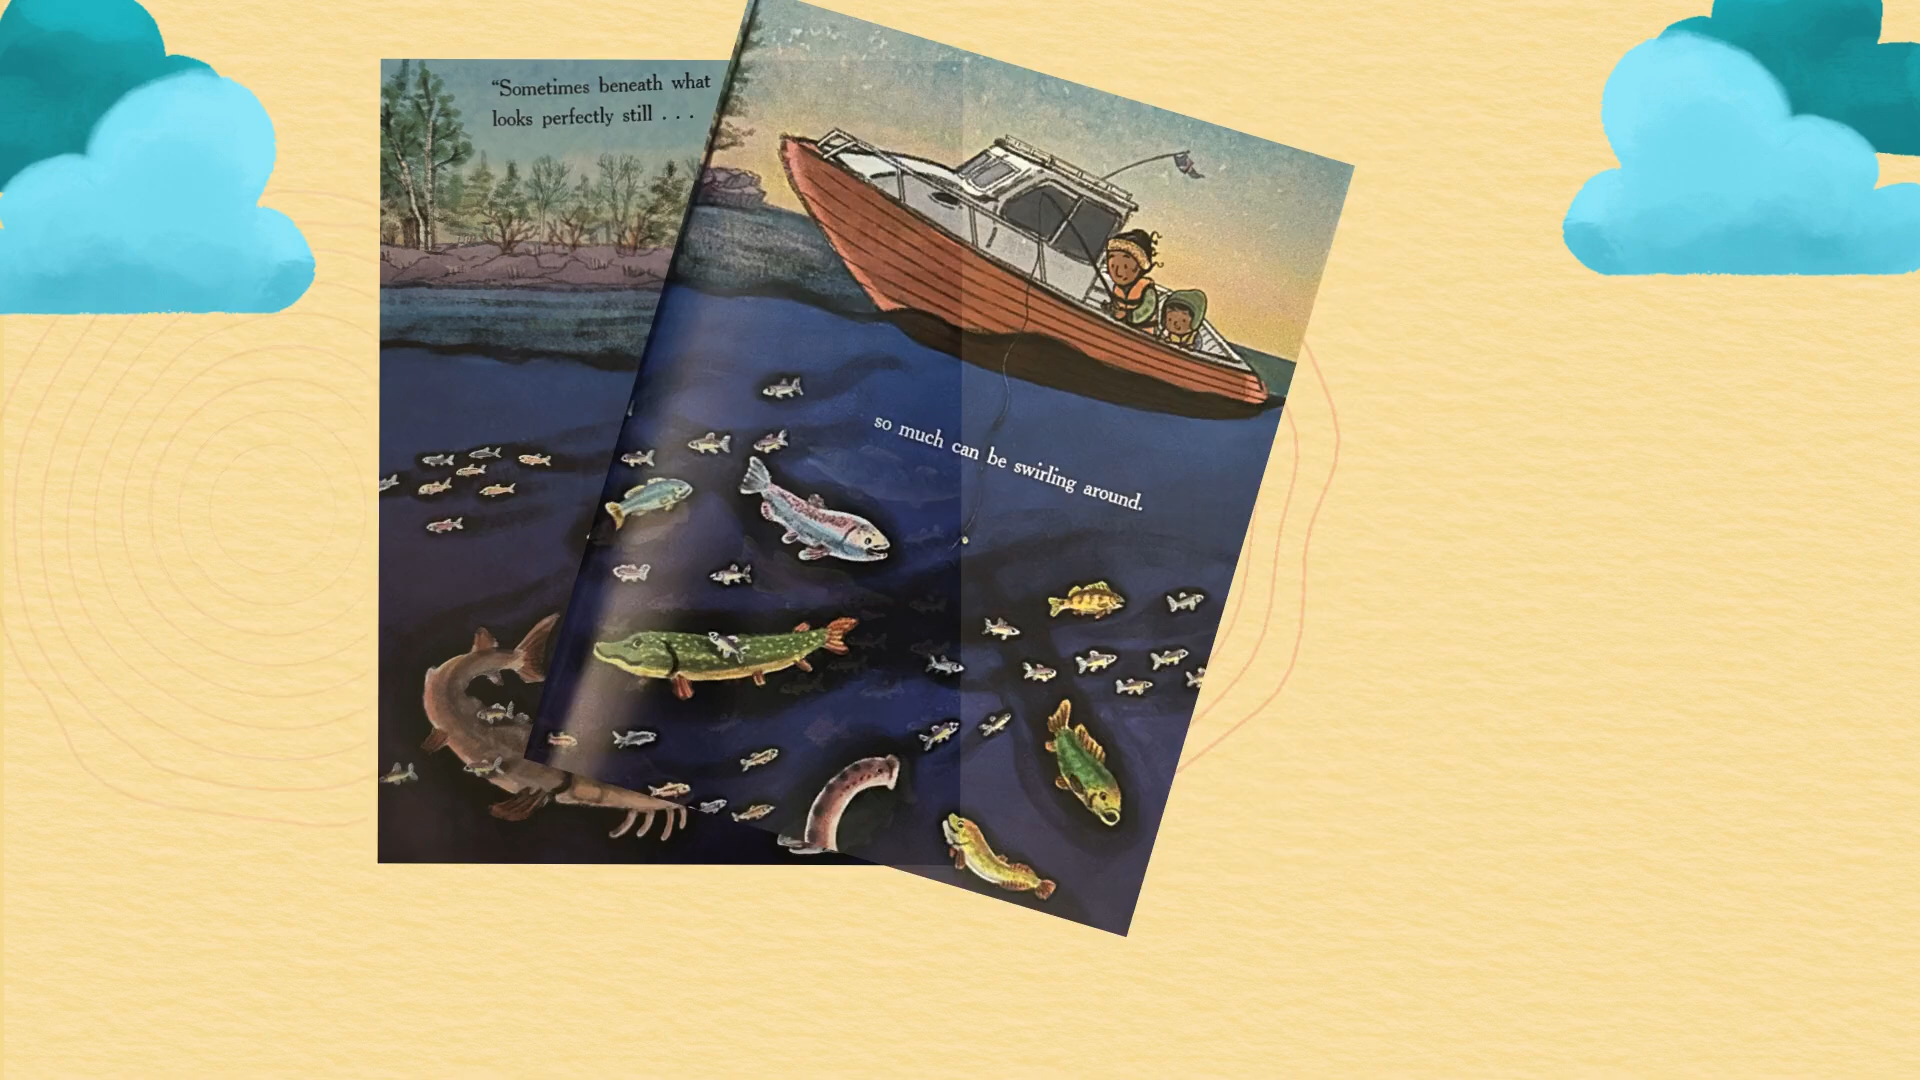 “Sometimes beneath what
looks perfectly still . . .
so much can be swirling around.